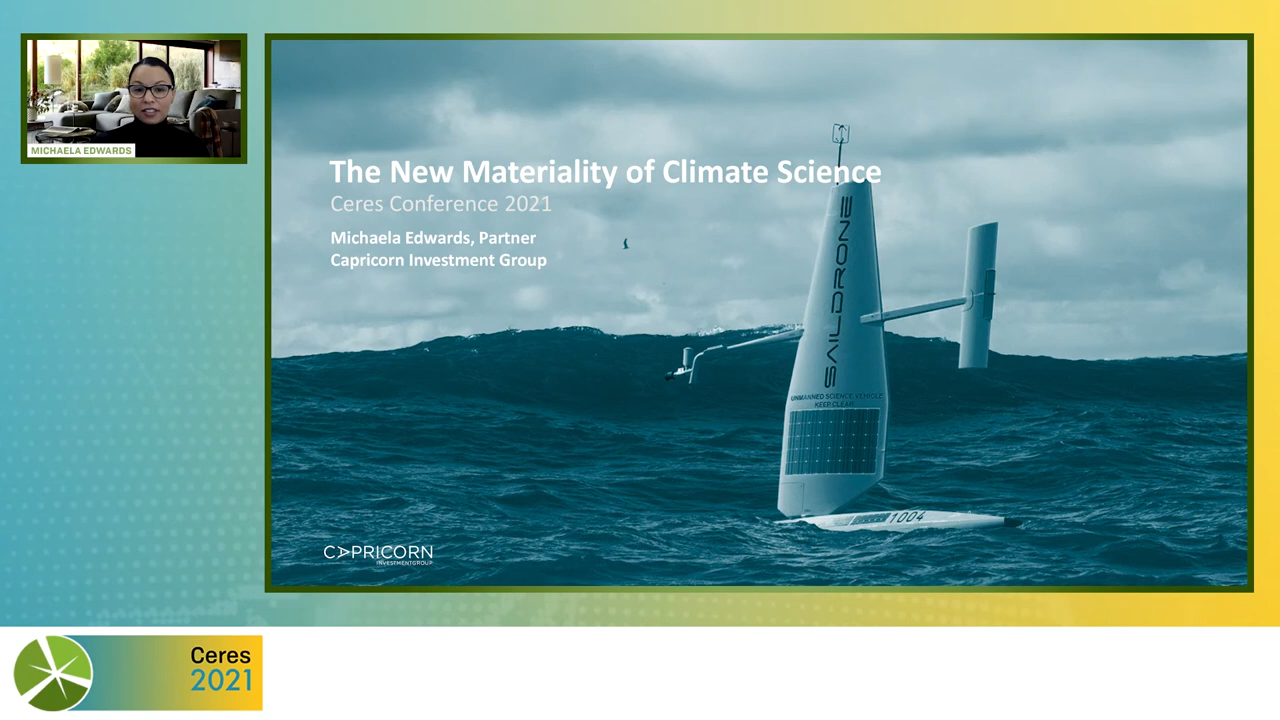 MICHAELA EDWARDS
The New Materiality of Climate Science
Ceres Conference 2021
Michaela Edwards, Partner
Capricorn Investment Group
SAILDRONE
UNMANNED SCIENCE VEHICLE
KEEP CLEAR
1004
CAPRICORN
INVESTMENTGROUP
Ceres
2021